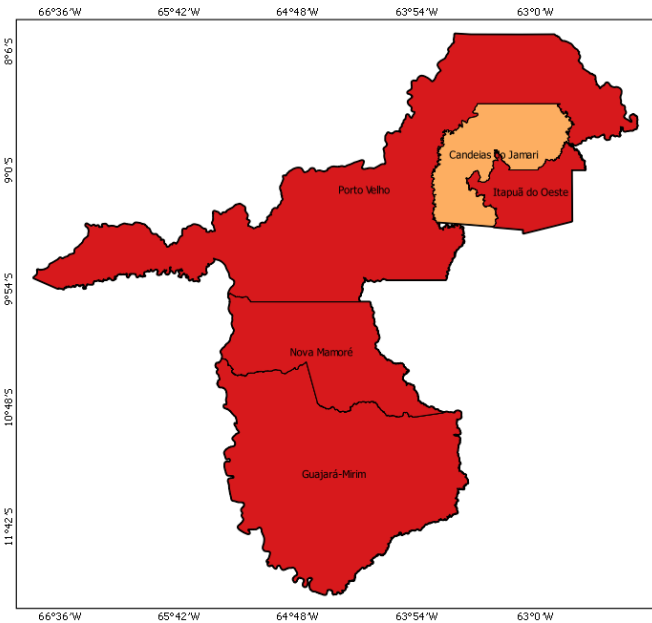 66°36'W 65°42'W 64°48'W 63°54'W 63°0'W
8°6'S
Candeias do Jamari
9°0'S
Porto Velho
Itapuã do Oeste
9°54'S
Nova Mamoré
10°48'S
Guajará-Mirim
11°42'S
66°36'W 65°42'W 64°48'W 63°54'W 63°0'W